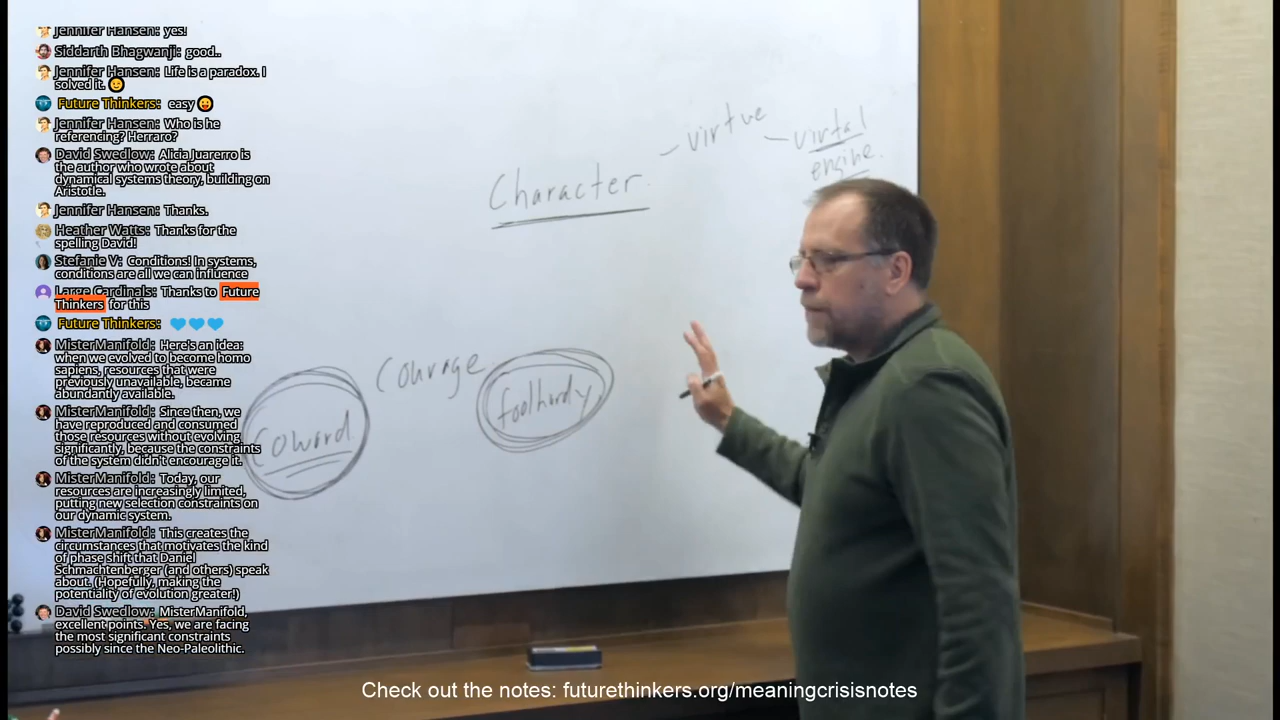 Jennifer Hansen: yes!
Siddarth Bhagwanji: good..
Jennifer Hansen: Life is a paradox. I
solved it. 😉
Future Thinkers: easy 😛
Jennifer Hansen: Who is he
referencing? Herraro?
David Swedlow: Alicia Juarerro is
the author who wrote about
dynamical systems theory, building on
Aristotle.
Jennifer Hansen: Thanks.
Heather Watts: Thanks for the
spelling David!
Stefanie V: Conditions! In systems,
conditions are all we can influence
Large Cardinals: Thanks to Future
Thinkers for this
Future Thinkers: 💙💙💙
MisterManifold: Here's an idea:
when we evolved to become homo
sapiens, resources that were
previously unavailable, became
abundantly available.
MisterManifold: Since then, we
have reproduced and consumed
those resources without evolving
significantly, because the constraints
of the system didn't encourage it.
MisterManifold: Today, our
resources are increasingly limited,
putting new selection constraints on
our dynamic system.
MisterManifold: This creates the
circumstances that motivates the kind
of phase shift that Daniel
Schmachtenberger (and others) speak
about. (Hopefully, making the
potentiality of evolution greater!)
David Swedlow: MisterManifold,
excellent points. Yes, we are facing
the most significant constraints
possibly since the Neo-Paleolithic.
Character – virtue – virtual
engine.
Coward Courage foolhardy
Check out the notes: futurethinkers.org/meaningcrisisnotes